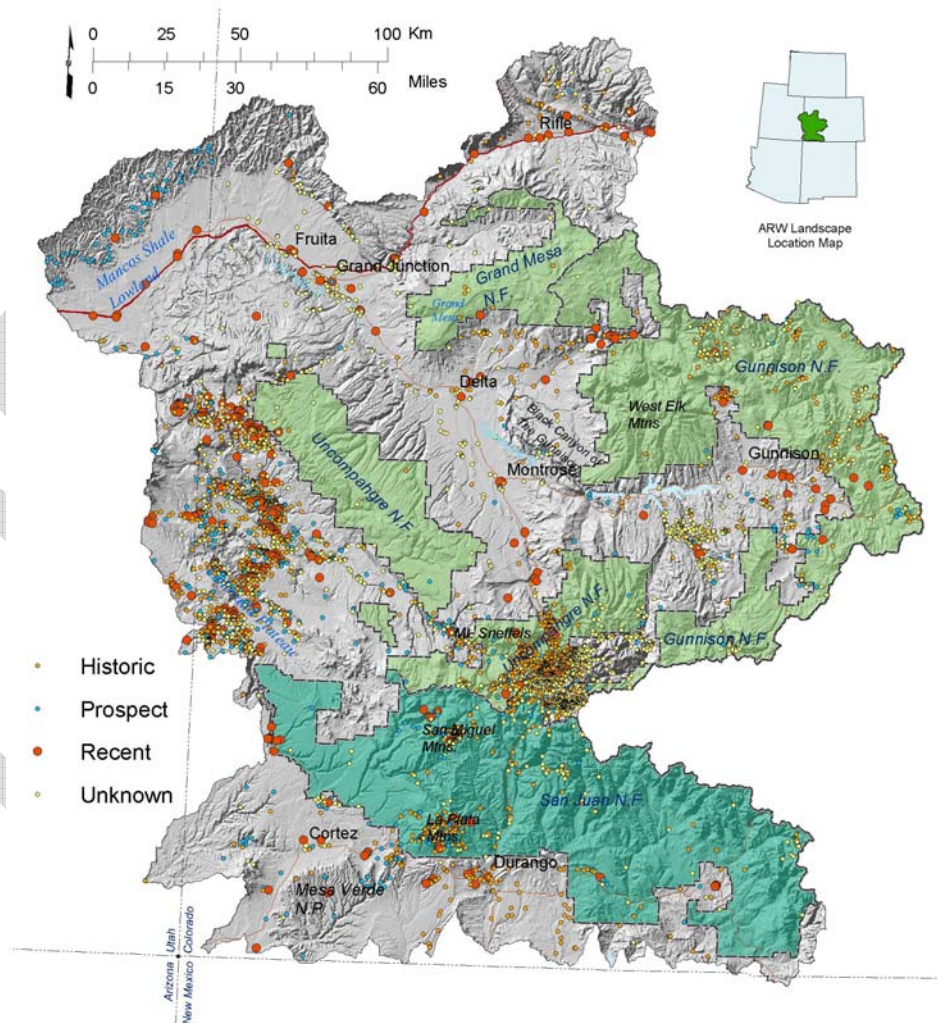 0 25 50 100 Km
0 15 30 60
Miles
ARW Landscape
Location Map
Rifle
Mancos Shale
Lowland
Fruita
Grand Junction
Grand Mesa
N.F.
Grand
Mesa
Delta
Gunnison N.F.
West Elk
Mtns
Black Canyon of
The Gunnison
Gunnison
Montrose
Uncompahgre N.F.
Plateau
Mt. Sneffels
Uncompahgre N.F.
Gunnison N.F.
Historic
Prospect
Recent
Unknown
San Miguel
Mtns
San Juan N.F.
La Plata
Mtns
Cortez
Durango
Mesa Verde
N.P.
Arizona Utah
New Mexico Colorado